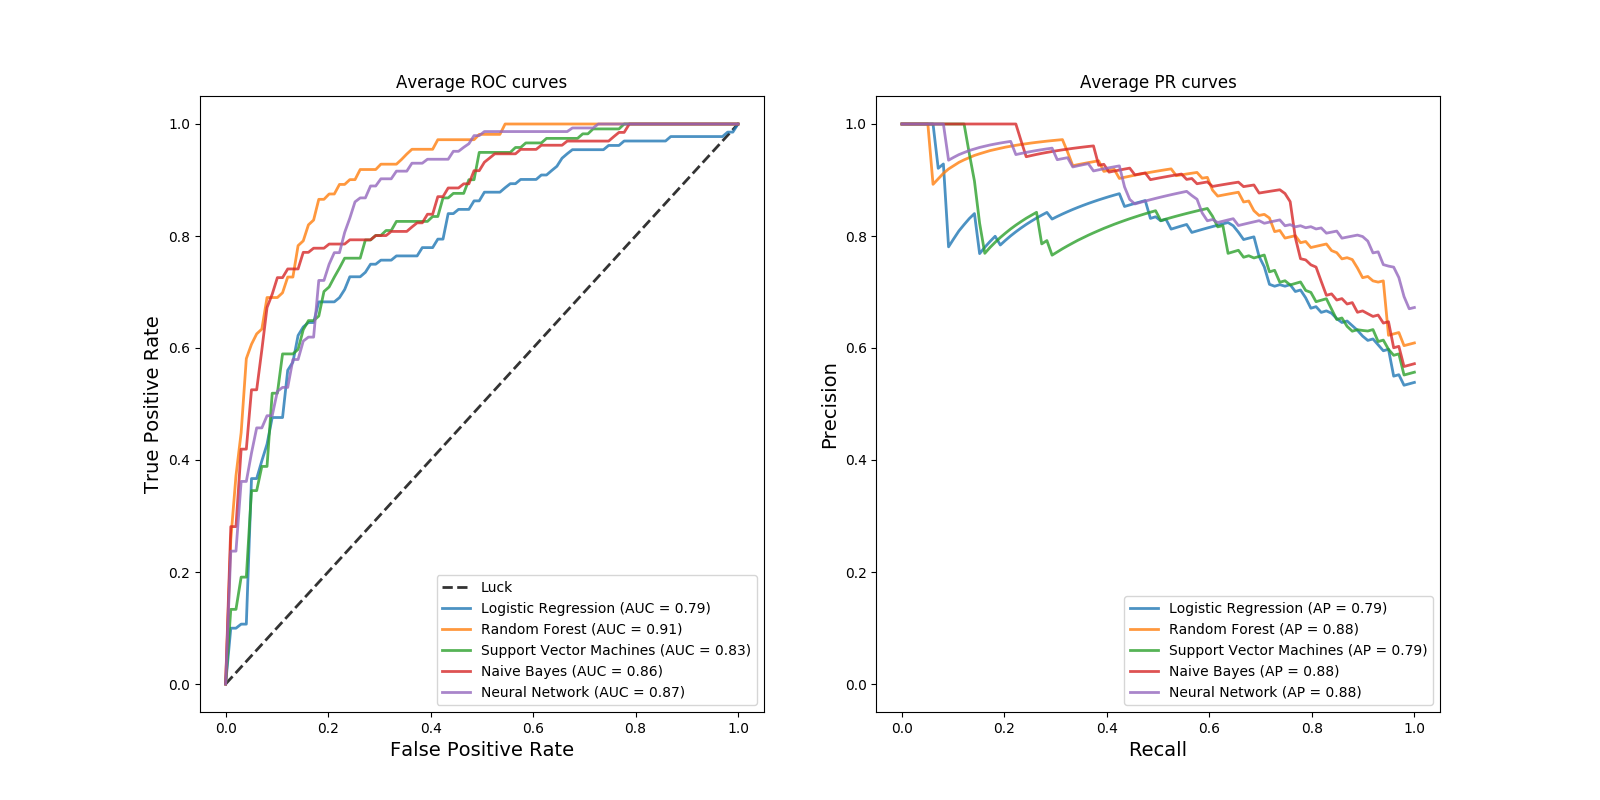 Average ROC curves
1.0
0.8
0.6
0.4
0.2
0.0
True Positive Rate
Luck
Logistic Regression (AUC = 0.79)
Random Forest (AUC = 0.91)
Support Vector Machines (AUC = 0.83)
Naive Bayes (AUC = 0.86)
Neural Network (AUC = 0.87)
0.0 0.2 0.4 0.6 0.8 1.0
False Positive Rate
Average PR curves
1.0
0.8
0.6
0.4
0.2
0.0
Precision
Logistic Regression (AP = 0.79)
Random Forest (AP = 0.88)
Support Vector Machines (AP = 0.79)
Naive Bayes (AP = 0.88)
Neural Network (AP = 0.88)
0.0 0.2 0.4 0.6 0.8 1.0
Recall